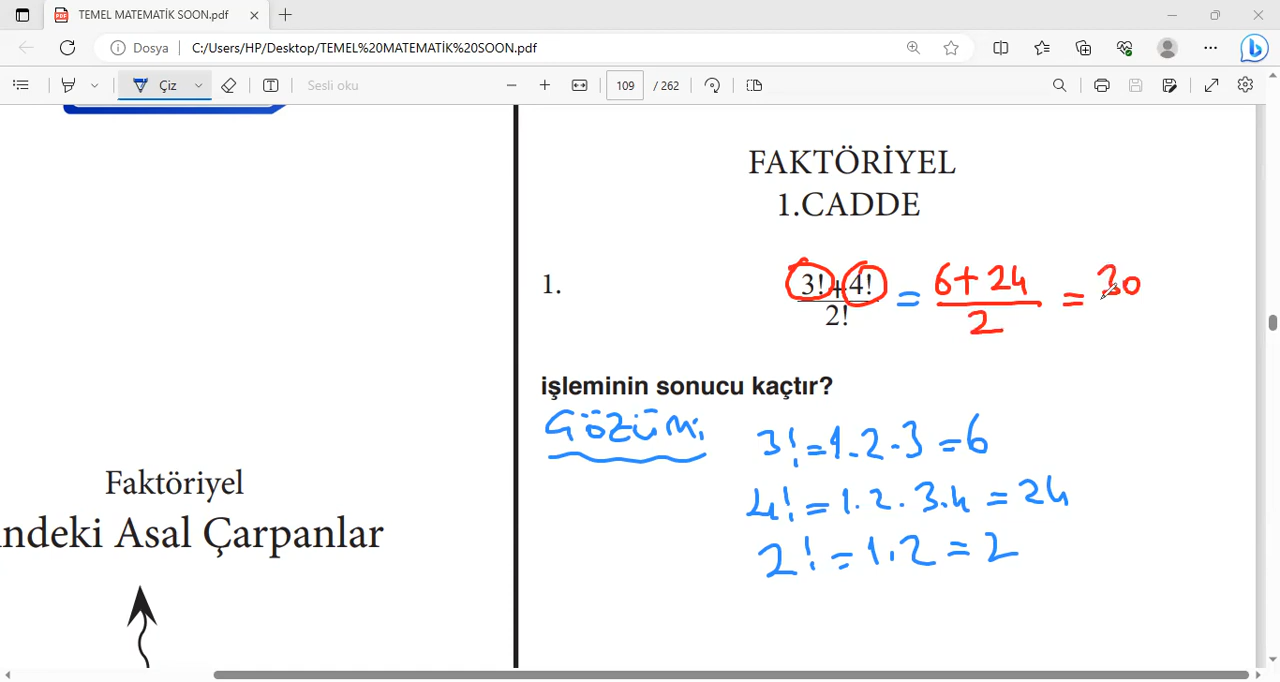 TEMEL MATEMATİK SOON.pdf
Dosya C:/Users/HP/Desktop/TEMEL%20MATEMATİK%20SOON.pdf
Çiz Sesli oku 109 / 262
FAKTÖRİYEL
1.CADDE
1. 3!+4! = 6+24 = 30
2! 2
işleminin sonucu kaçtır?
ÇÖZÜM: 3! = 1.2.3 = 6
4! = 1.2.3.4 = 24
2! = 1.2 = 2
Faktöriyel
indeki Asal Çarpanlar